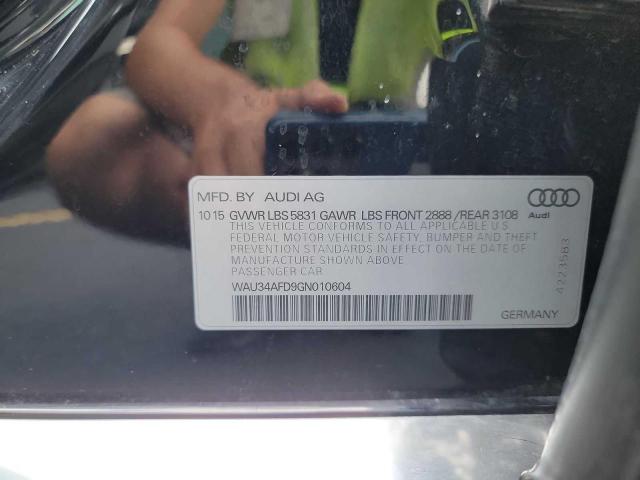 MFD. BY AUDI AG
10 15 GVWR LBS 5831 GAWR LBS FRONT 2888 /REAR 3108
THIS VEHICLE CONFORMS TO ALL APPLICABLE U S
FEDERAL MOTOR VEHICLE SAFETY, BUMPER AND THEFT
PREVENTION STANDARDS IN EFFECT ON THE DATE OF
MANUFACTURE SHOWN ABOVE
PASSENGER CAR
WAU34AFD9GN010604
Audi
4223583
GERMANY